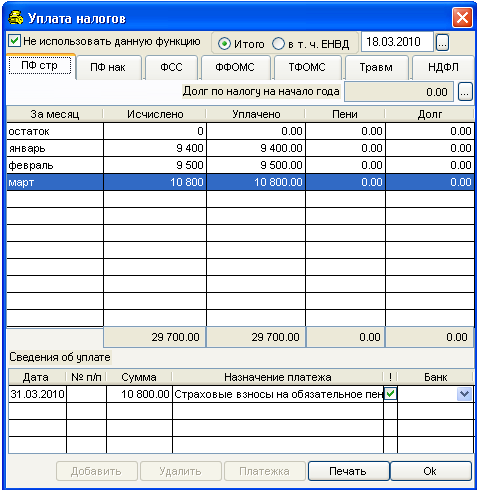 Уплата налогов
Не использовать данную функцию Итого в т. ч. ЕНВД 18.03.2010 ...
ПФ стр ПФ нак ФСС ФФОМС ТФОМС Травм НДФЛ
Долг по налогу на начало года 0.00 ...
За месяц Исчислено Уплачено Пени Долг
остаток 0 0.00 0.00 0.00
январь 9 400 9 400.00 0.00 0.00
февраль 9 500 9 500.00 0.00 0.00
март 10 800 10 800.00 0.00 0.00
29 700.00 29 700.00 0.00 0.00
Сведения об уплате
Дата № п/п Сумма Назначение платежа ! Банк
31.03.2010 10 800.00 Страховые взносы на обязательное пен
Добавить Удалить Платежка Печать Ok